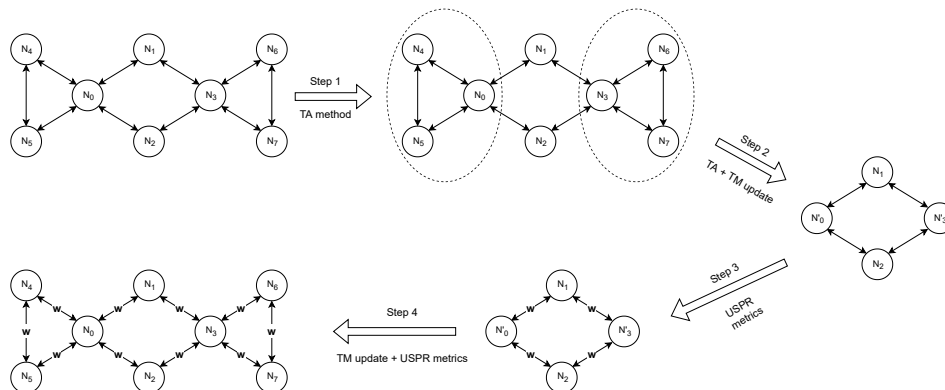 N4 N1 N6
N0 N3
N5 N2 N7
Step 1
TA method
N4 N1 N6
N0 N3
N5 N2 N7
Step 2
TA + TM update
N1
N'0 N'3
N2
Step 3
USPR
metrics
N1
w w
N'0 N'3
w w
N2
Step 4
TM update + USPR metrics
N4 N1 N6
w w w w
w N0 N3 w
w w w w
N5 N2 N7